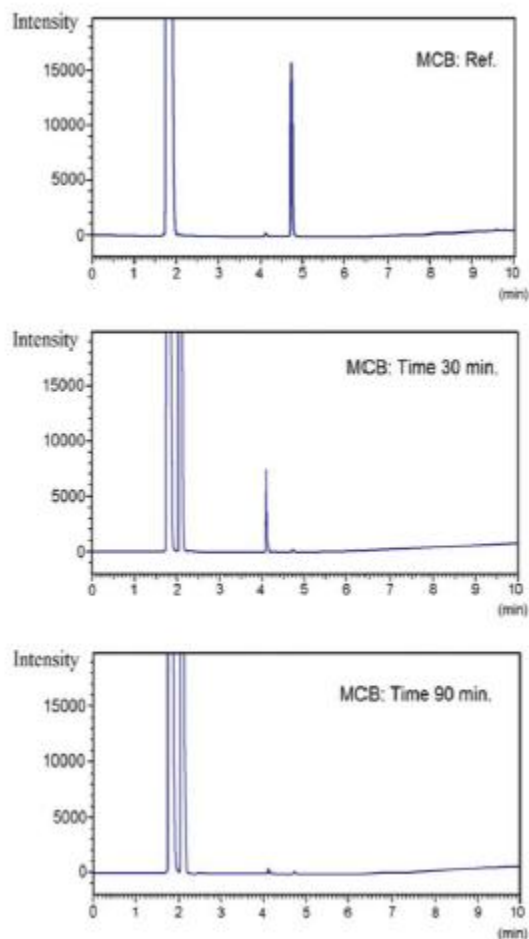 Intensity
MCB: Ref.
15000
10000
5000
0
0 1 2 3 4 5 6 7 8 9 10
(min)
Intensity
MCB: Time 30 min.
15000
10000
5000
0
0 1 2 3 4 5 6 7 8 9 10
(min)
Intensity
MCB: Time 90 min.
15000
10000
5000
0
0 1 2 3 4 5 6 7 8 9 10
(min)